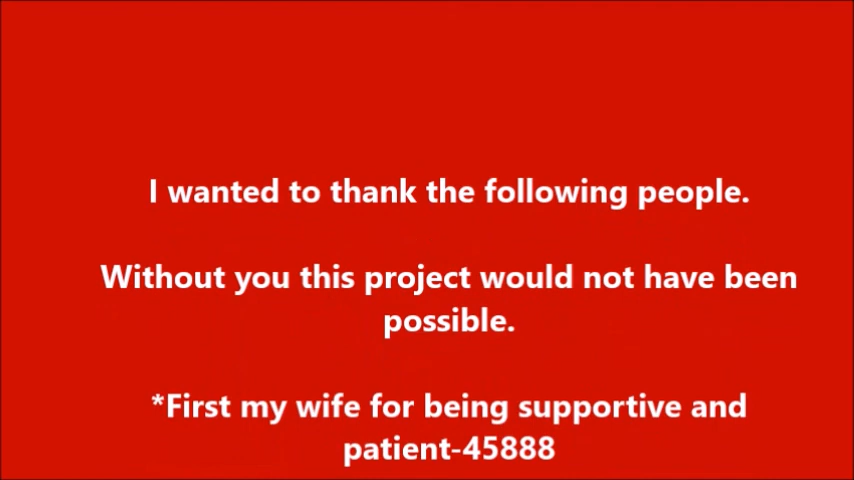 I wanted to thank the following people.
Without you this project would not have been
possible.
*First my wife for being supportive and
patient-45888